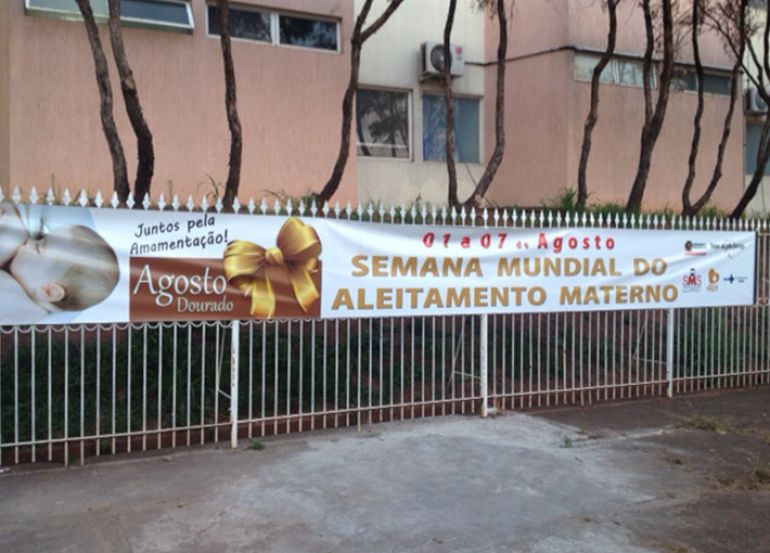 Juntos pela
Amamentação!
Agosto
Dourado
01 a 07 de Agosto
SEMANA MUNDIAL DO
ALEITAMENTO MATERNO
SMS